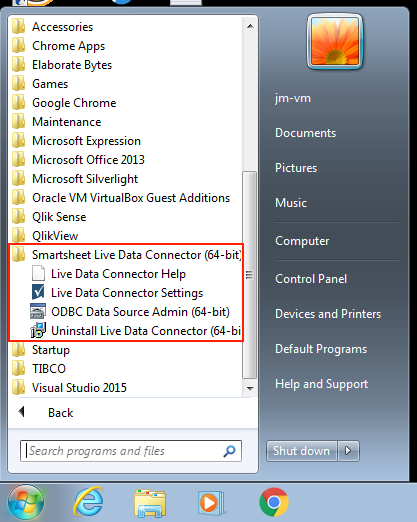 Accessories
Chrome Apps
Elaborate Bytes
Games
Google Chrome
Maintenance
Microsoft Expression
Microsoft Office 2013
Microsoft Silverlight
Oracle VM VirtualBox Guest Additions
Qlik Sense
QlikView
Smartsheet Live Data Connector (64-bit)
Live Data Connector Help
Live Data Connector Settings
ODBC Data Source Admin (64-bit)
Uninstall Live Data Connector (64-bi
Startup
TIBCO
Visual Studio 2015
Back
Search programs and files
jm-vm
Documents
Pictures
Music
Computer
Control Panel
Devices and Printers
Default Programs
Help and Support
Shut down